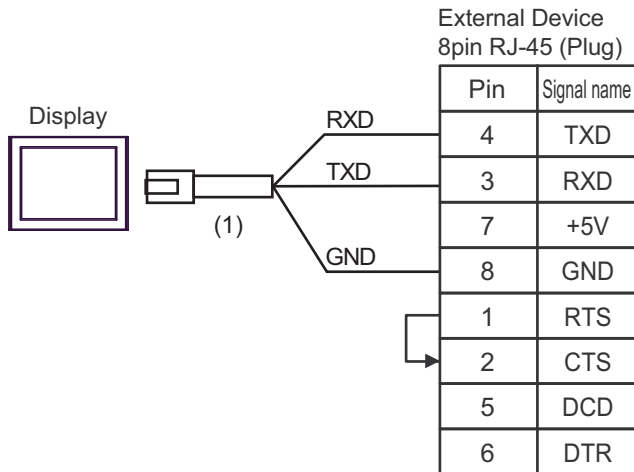 External Device
8pin RJ-45 (Plug)
Pin Signal name
Display
RXD
4 TXD
TXD
3 RXD
(1)
7 +5V
GND
8 GND
1 RTS
2 CTS
5 DCD
6 DTR